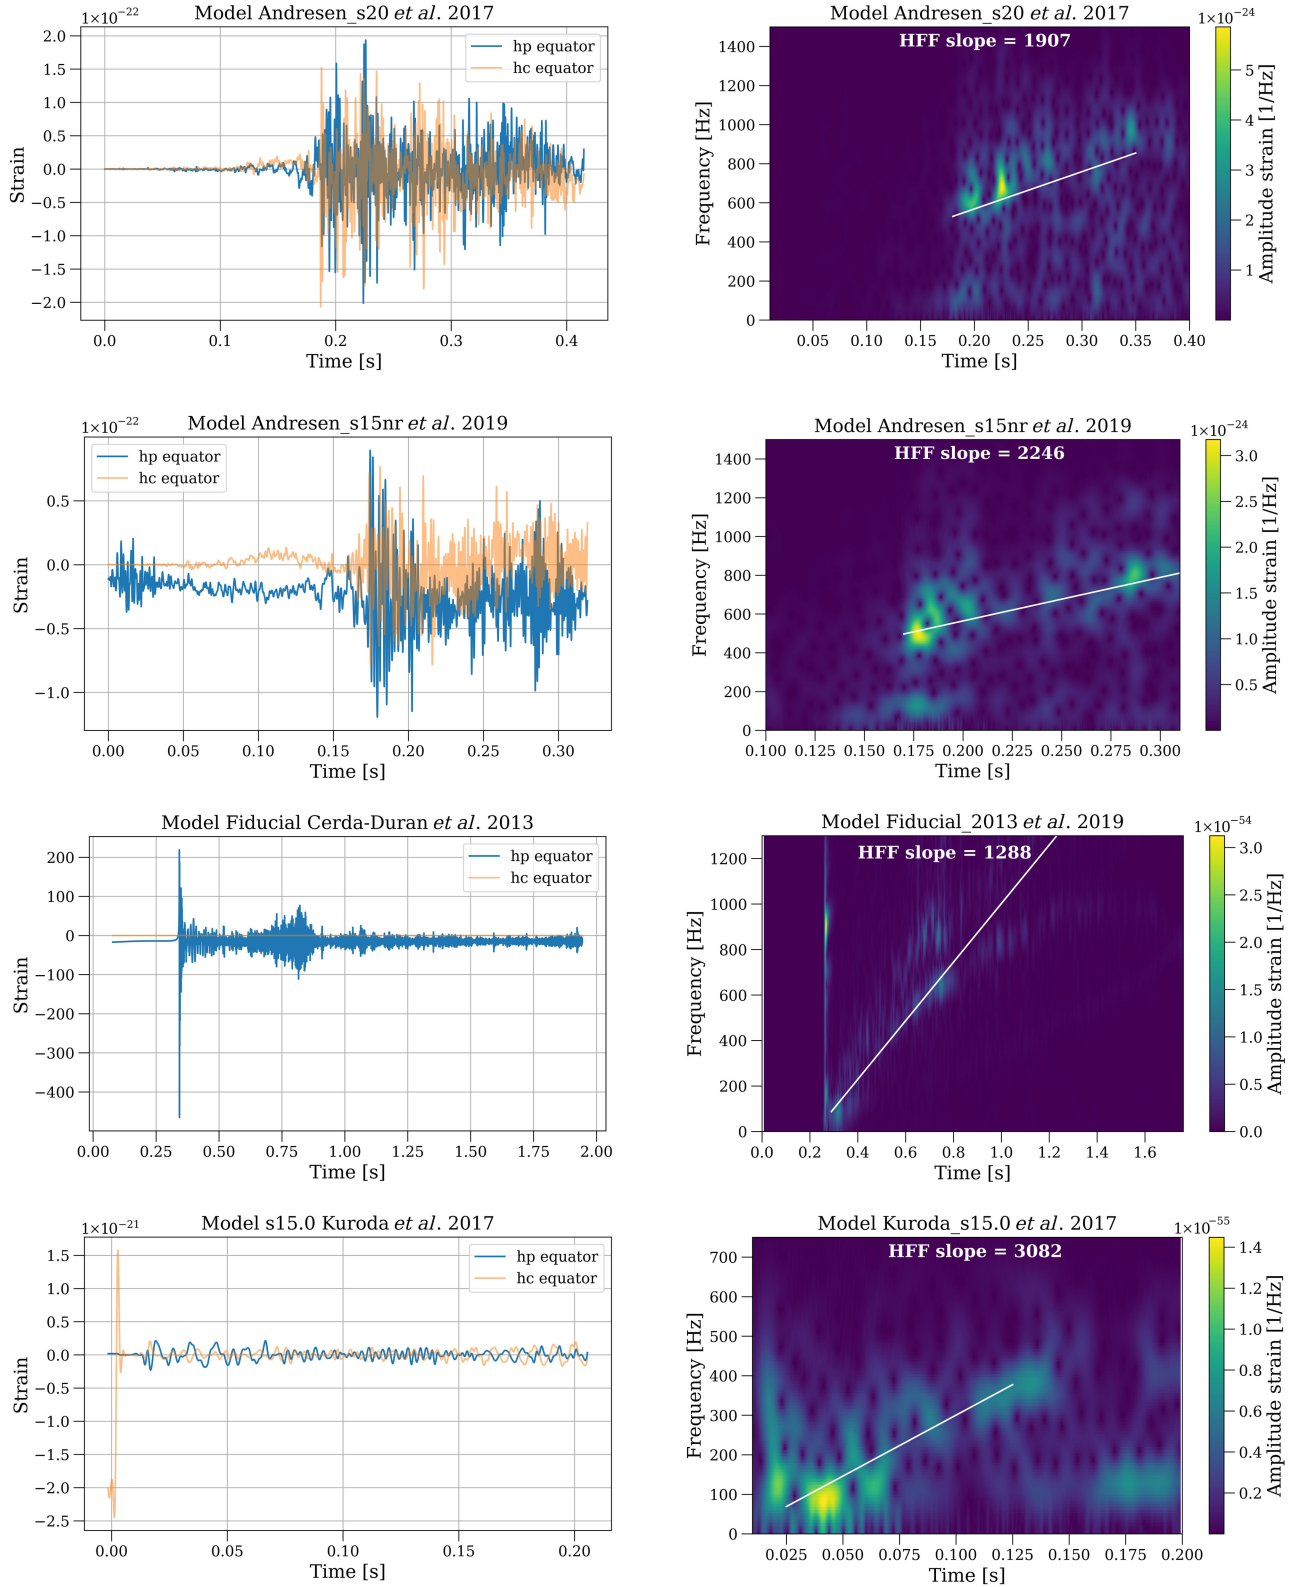 Model Andresen_s20 et al. 2017
1×10−22
hp equator
hc equator
2.0
1.5
1.0
0.5
0.0
−0.5
−1.0
−1.5
−2.0
Strain
0.0 0.1 0.2 0.3 0.4
Time [s]
Model Andresen_s20 et al. 2017
1×10−24
HFF slope = 1907
1400
1200
1000
800
600
400
200
0
Frequency [Hz]
0.05 0.10 0.15 0.20 0.25 0.30 0.35 0.40
Time [s]
5
4
3
2
1
Amplitude strain [1/Hz]
Model Andresen_s15nr et al. 2019
1×10−22
hp equator
hc equator
0.5
0.0
−0.5
−1.0
Strain
0.00 0.05 0.10 0.15 0.20 0.25 0.30
Time [s]
Model Andresen_s15nr et al. 2019
1×10−24
HFF slope = 2246
1400
1200
1000
800
600
400
200
0
Frequency [Hz]
0.100 0.125 0.150 0.175 0.200 0.225 0.250 0.275 0.300
Time [s]
3.0
2.5
2.0
1.5
1.0
0.5
Amplitude strain [1/Hz]
Model Fiducial Cerda-Duran et al. 2013
hp equator
hc equator
200
100
0
−100
−200
−300
−400
Strain
0.00 0.25 0.50 0.75 1.00 1.25 1.50 1.75 2.00
Time [s]
Model Fiducial_2013 et al. 2019
1×10−54
HFF slope = 1288
1200
1000
800
600
400
200
0
Frequency [Hz]
0.0 0.2 0.4 0.6 0.8 1.0 1.2 1.4 1.6
Time [s]
3.0
2.5
2.0
1.5
1.0
0.5
0.0
Amplitude strain [1/Hz]
Model s15.0 Kuroda et al. 2017
1×10−21
hp equator
hc equator
1.5
1.0
0.5
0.0
−0.5
−1.0
−1.5
−2.0
−2.5
Strain
0.00 0.05 0.10 0.15 0.20
Time [s]
Model Kuroda_s15.0 et al. 2017
1×10−55
HFF slope = 3082
700
600
500
400
300
200
100
0
Frequency [Hz]
0.025 0.050 0.075 0.100 0.125 0.150 0.175 0.200
Time [s]
1.4
1.2
1.0
0.8
0.6
0.4
0.2
Amplitude strain [1/Hz]